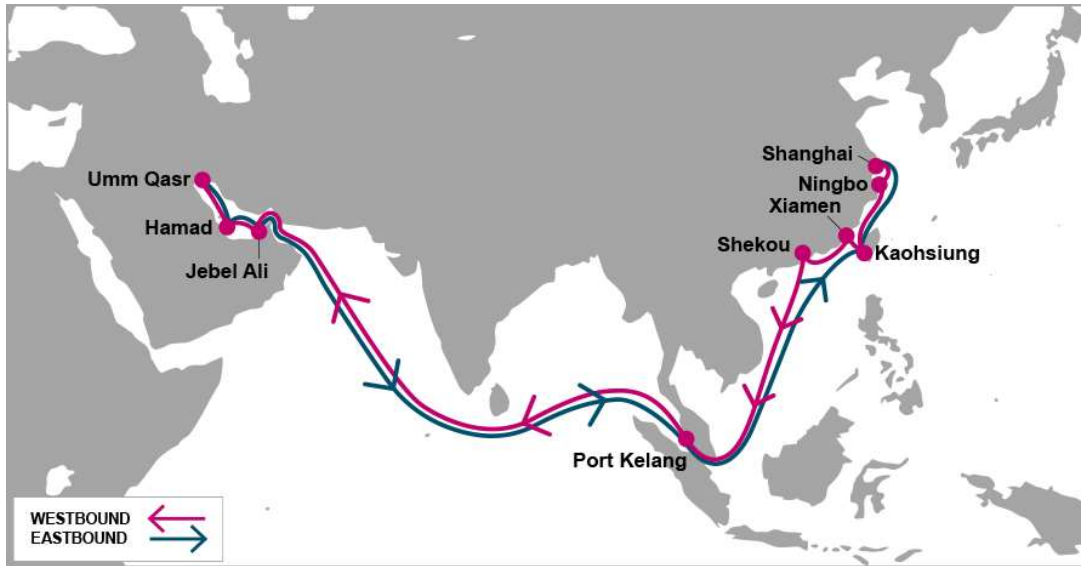 Shanghai
Umm Qasr
Ningbo
Xiamen
Hamad
Shekou
Kaohsiung
Jebel Ali
Port Kelang
WESTBOUND
EASTBOUND